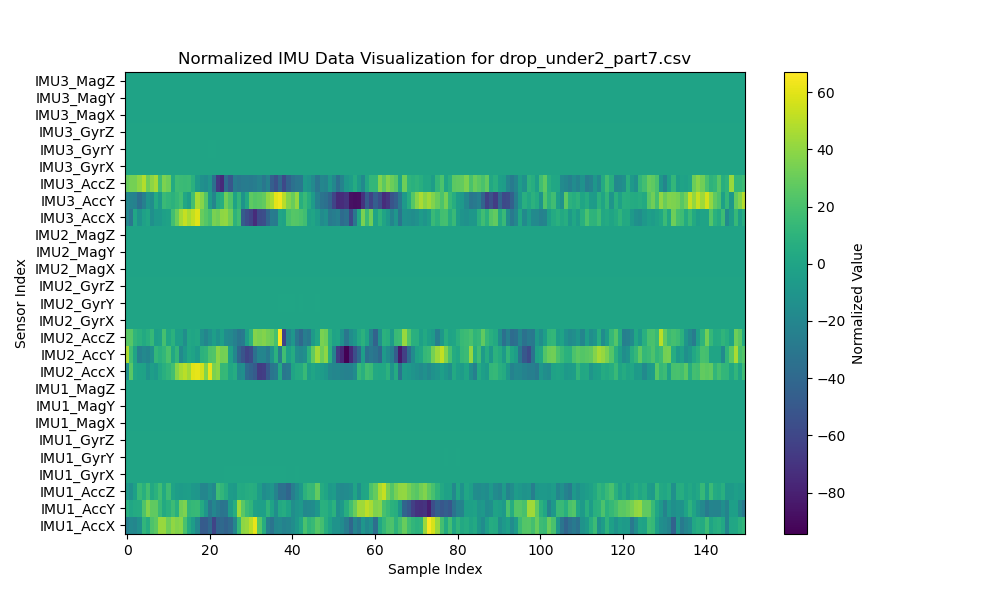 Normalized IMU Data Visualization for drop_under2_part7.csv
IMU3_MagZ
IMU3_MagY
IMU3_MagX
IMU3_GyrZ
IMU3_GyrY
IMU3_GyrX
IMU3_AccZ
IMU3_AccY
IMU3_AccX
IMU2_MagZ
IMU2_MagY
IMU2_MagX
IMU2_GyrZ
IMU2_GyrY
IMU2_GyrX
IMU2_AccZ
IMU2_AccY
IMU2_AccX
IMU1_MagZ
IMU1_MagY
IMU1_MagX
IMU1_GyrZ
IMU1_GyrY
IMU1_GyrX
IMU1_AccZ
IMU1_AccY
IMU1_AccX
Sensor Index
0 20 40 60 80 100 120 140
Sample Index
60
40
20
0
−20
−40
−60
−80
Normalized Value